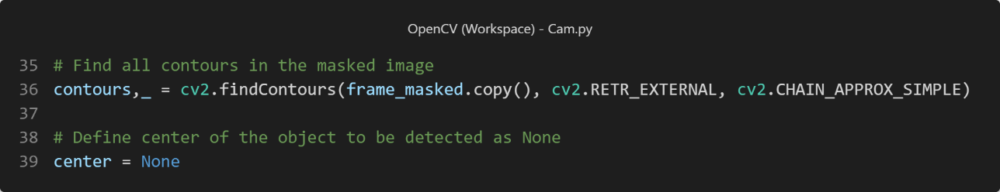 OpenCV (Workspace) - Cam.py
35 # Find all contours in the masked image
36 contours,_ = cv2.findContours(frame_masked.copy(), cv2.RETR_EXTERNAL, cv2.CHAIN_APPROX_SIMPLE)
37
38 # Define center of the object to be detected as None
39 center = None